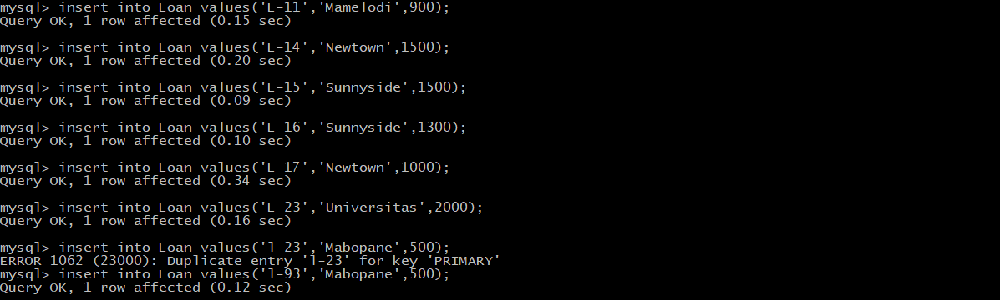 mysql> insert into Loan values('L-11','Mamelodi',900);
Query OK, 1 row affected (0.15 sec)
mysql> insert into Loan values('L-14','Newtown',1500);
Query OK, 1 row affected (0.20 sec)
mysql> insert into Loan values('L-15','Sunnyside',1500);
Query OK, 1 row affected (0.09 sec)
mysql> insert into Loan values('L-16','Sunnyside',1300);
Query OK, 1 row affected (0.10 sec)
mysql> insert into Loan values('L-17','Newtown',1000);
Query OK, 1 row affected (0.34 sec)
mysql> insert into Loan values('L-23','Universitas',2000);
Query OK, 1 row affected (0.16 sec)
mysql> insert into Loan values('l-23','Mabopane',500);
ERROR 1062 (23000): Duplicate entry 'l-23' for key 'PRIMARY'
mysql> insert into Loan values('l-93','Mabopane',500);
Query OK, 1 row affected (0.12 sec)